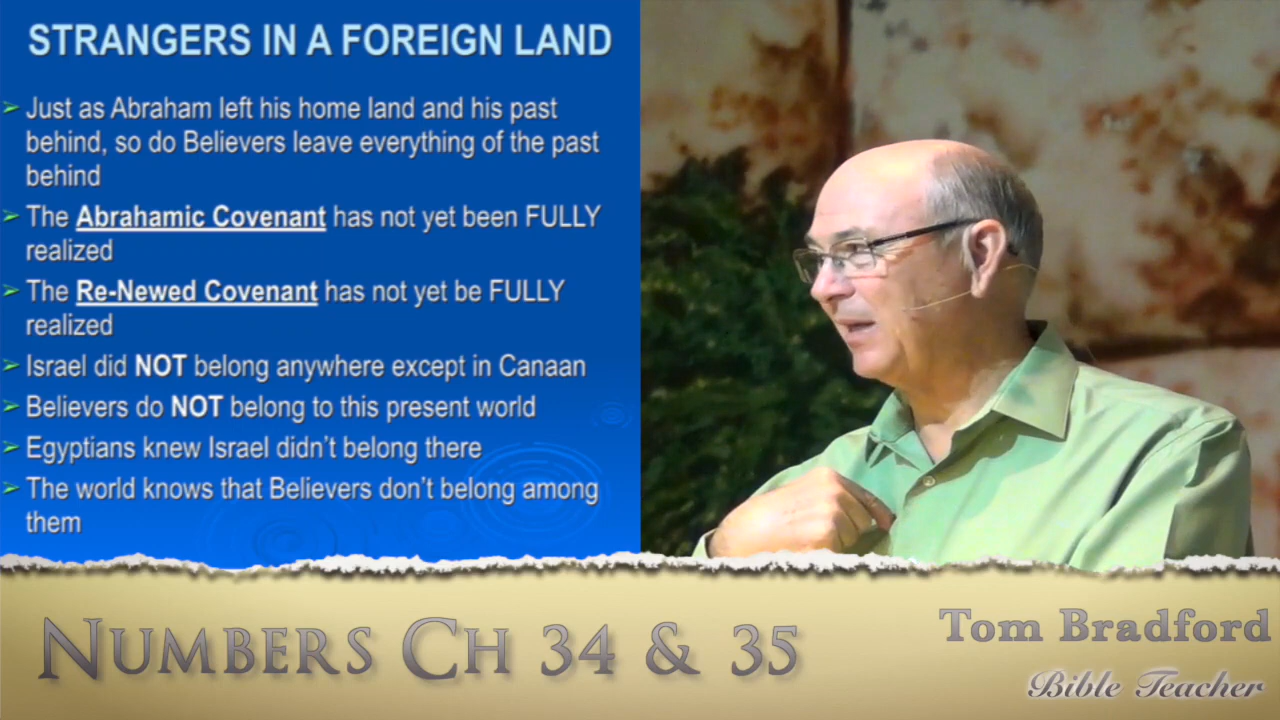 STRANGERS IN A FOREIGN LAND
➢ Just as Abraham left his home land and his past
behind, so do Believers leave everything of the past
behind
➢ The Abrahamic Covenant has not yet been FULLY
realized
➢ The Re-Newed Covenant has not yet be FULLY
realized
➢ Israel did NOT belong anywhere except in Canaan
➢ Believers do NOT belong to this present world
➢ Egyptians knew Israel didn't belong there
➢ The world knows that Believers don't belong among
them
NUMBERS CH 34 & 35
Tom Bradford
Bible Teacher